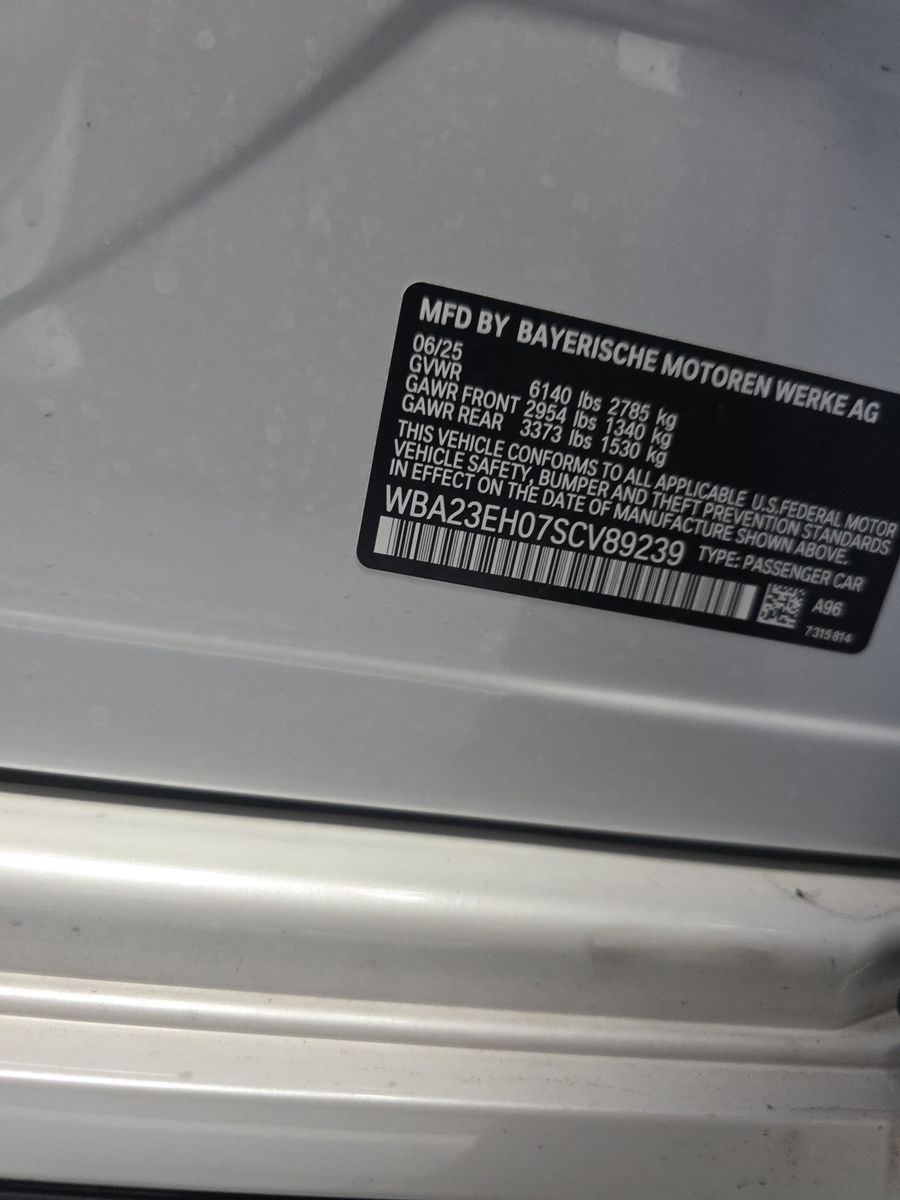 MFD BY BAYERISCHE MOTOREN WERKE AG
06/25
GVWR 6140 lbs 2785 kg
GAWR FRONT 2954 lbs 1340 kg
GAWR REAR 3373 lbs 1530 kg
THIS VEHICLE CONFORMS TO ALL APPLICABLE U.S.FEDERAL MOTOR
VEHICLE SAFETY, BUMPER AND THEFT PREVENTION STANDARDS
IN EFFECT ON THE DATE OF MANUFACTURE SHOWN ABOVE.
WBA23EH07SCV89239 TYPE: PASSENGER CAR
A96
7315814